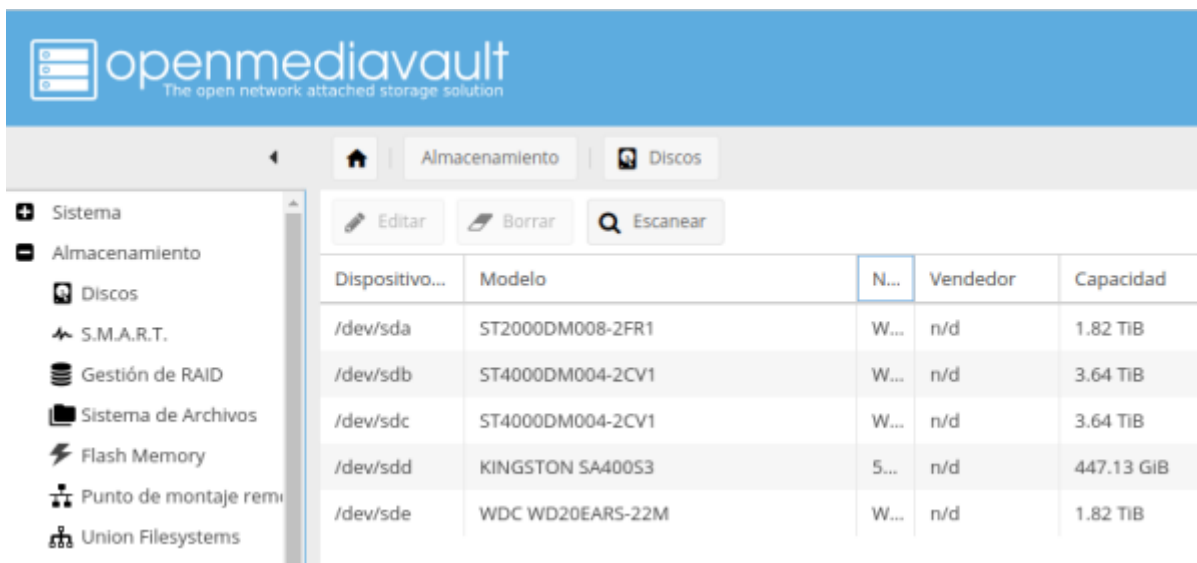 openmediavault
The open network attached storage solution
Almacenamiento Discos
Sistema
Almacenamiento
Discos
S.M.A.R.T.
Gestión de RAID
Sistema de Archivos
Flash Memory
Punto de montaje
Union Filesystems
Editar Borrar Escanear
Dispositivo... Modelo N... Vendedor Capacidad
/dev/sda ST2000DM008-2FR1 W... n/d 1.82 TiB
/dev/sdb ST4000DM004-2CV1 W... n/d 3.64 TiB
/dev/sdc ST4000DM004-2CV1 W... n/d 3.64 TiB
/dev/sdd KINGSTON SA400S3 5... n/d 447.13 GiB
/dev/sde WDC WD20EARS-22M W... n/d 1.82 TiB